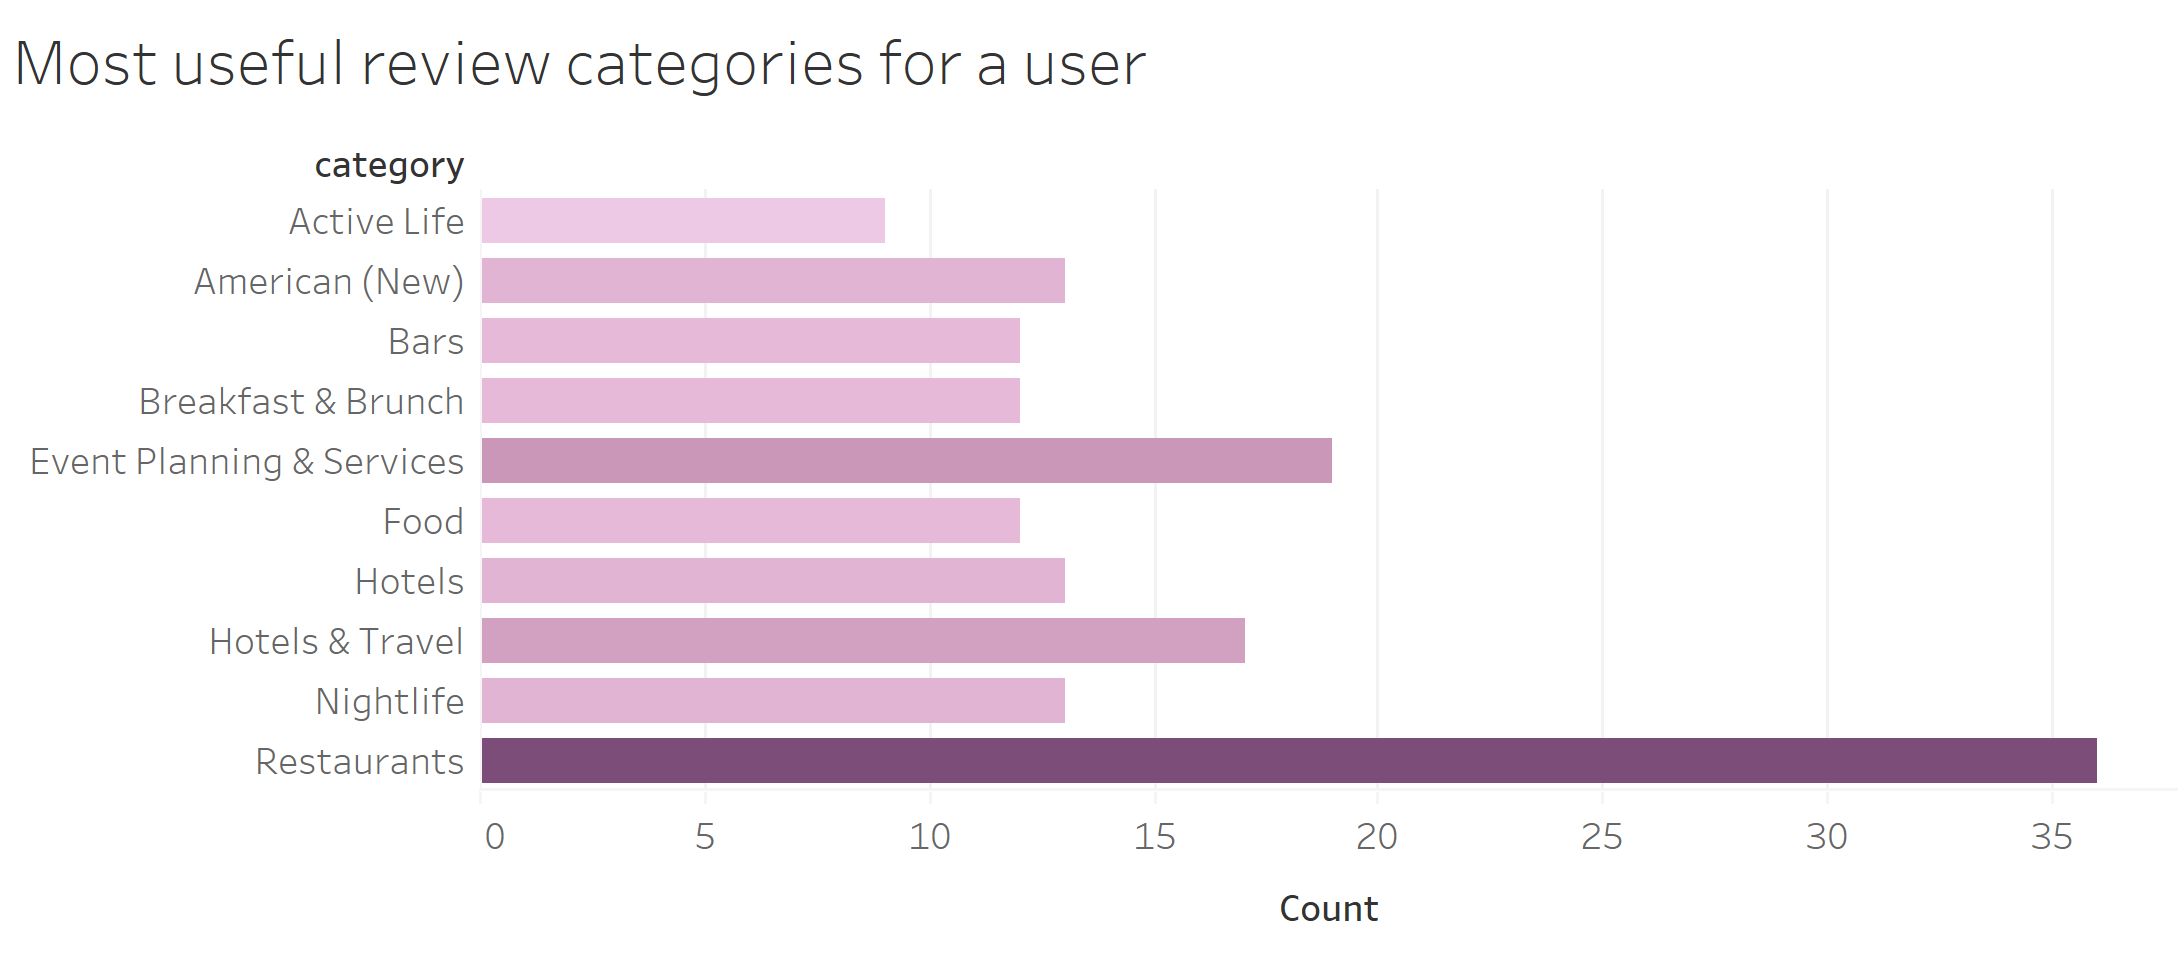 Most useful review categories for a user
category
Active Life
American (New)
Bars
Breakfast & Brunch
Event Planning & Services
Food
Hotels
Hotels & Travel
Nightlife
Restaurants
0 5 10 15 20 25 30 35
Count